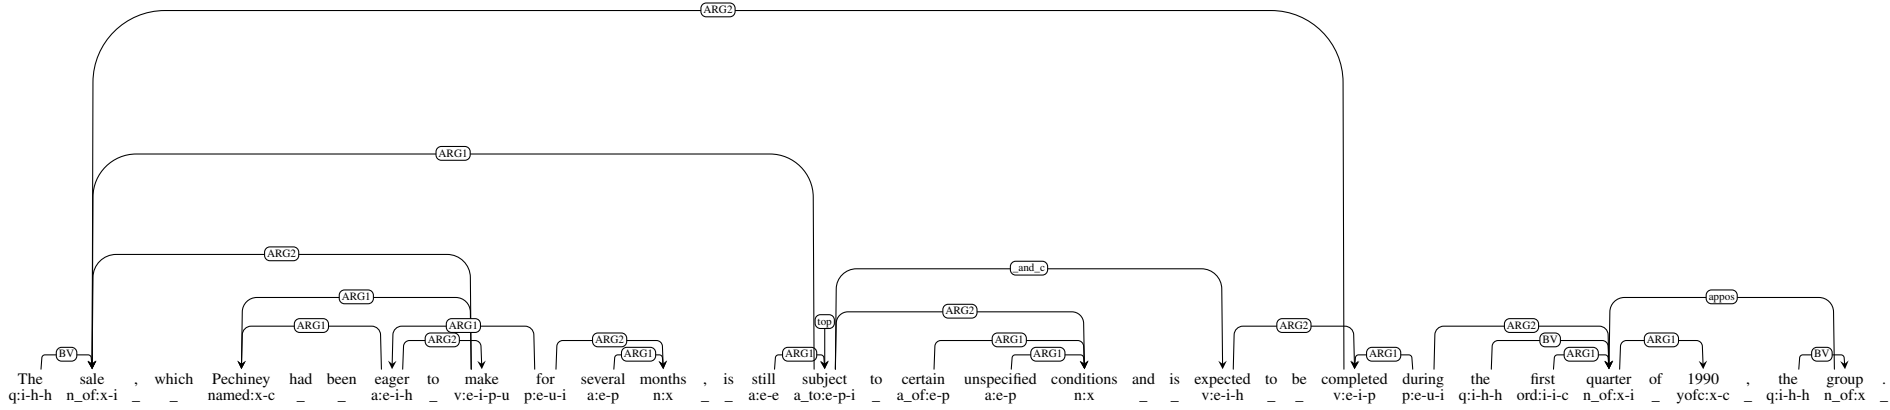 ARG2
ARG1
ARG2 _and_c
ARG1 appos
ARG2
top
ARG1 ARG1 ARG2
ARG2 ARG2 ARG1 BV ARG1
BV ARG1 ARG1 ARG1 ARG1 ARG1 BV
The sale , which Pechiney had been eager to make for several months , is still subject to certain unspecified conditions and is expected to be completed during the first quarter of 1990 , the group .
q:i-h-h n_of:x-i _ _ named:x-c _ _ a:e-i-h _ v:e-i-p-u p:e-u-i a:e-p n:x _ _ a:e-e a_to:e-p-i _ a_of:e-p a:e-p n:x _ _ v:e-i-h _ _ v:e-i-p p:e-u-i q:i-h-h ord:i-i-c n_of:x-i _ yofc:x-c _ q:i-h-h n_of:x _